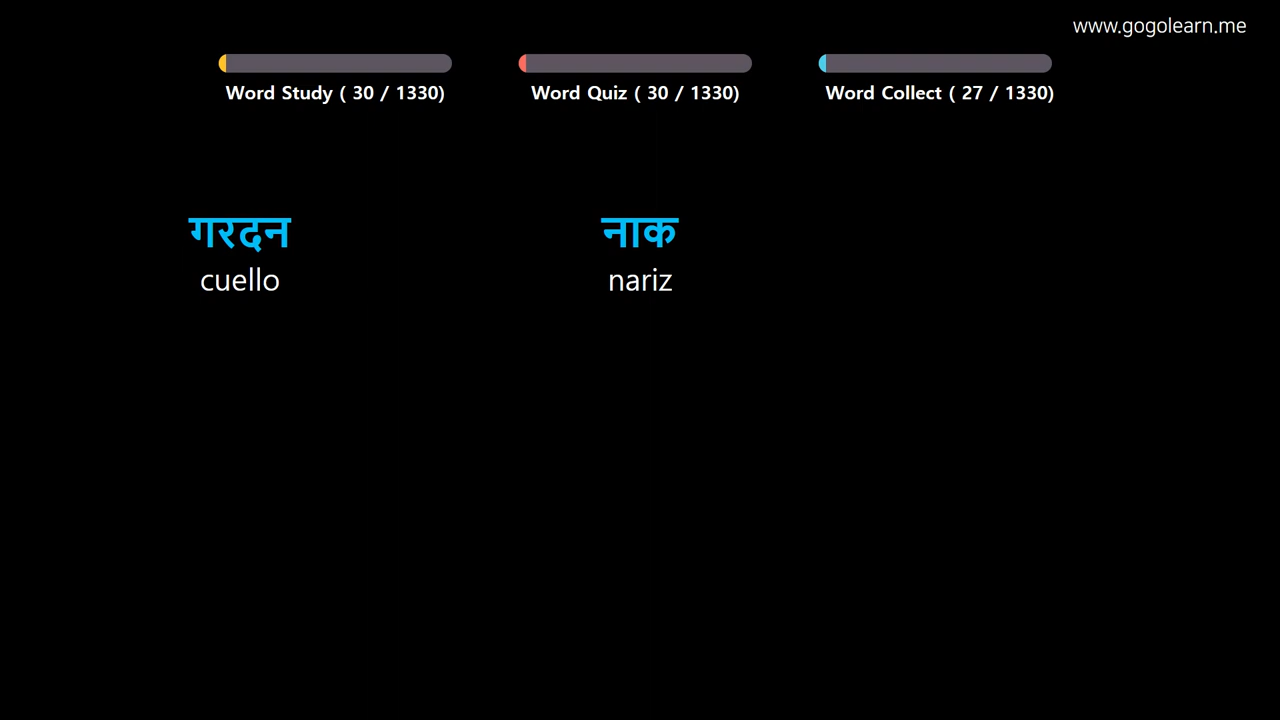 www.gogolearn.me
Word Study ( 30 / 1330)
Word Quiz ( 30 / 1330)
Word Collect ( 27 / 1330)
गरदन
cuello
नाक
nariz